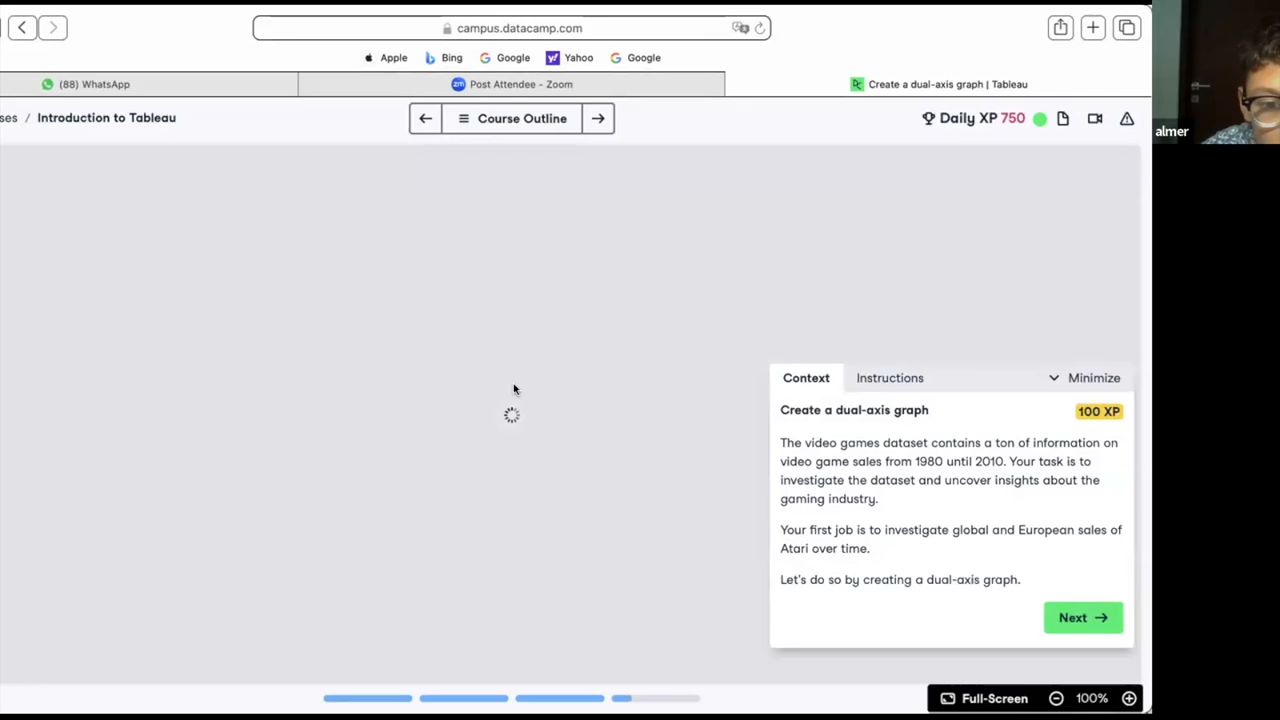 campus.datacamp.com
Apple
Bing
Google
Yahoo
Google
(88) WhatsApp
zm
Post Attendee - Zoom
Create a dual-axis graph | Tableau
almer
ses / Introduction to Tableau
Course Outline
Daily XP 750
Context
Instructions
Minimize
Create a dual-axis graph
100 XP
The video games dataset contains a ton of information on
video game sales from 1980 until 2010. Your task is to
investigate the dataset and uncover insights about the
gaming industry.
Your first job is to investigate global and European sales of
Atari over time.
Let's do so by creating a dual-axis graph.
Next
Full-Screen
100%